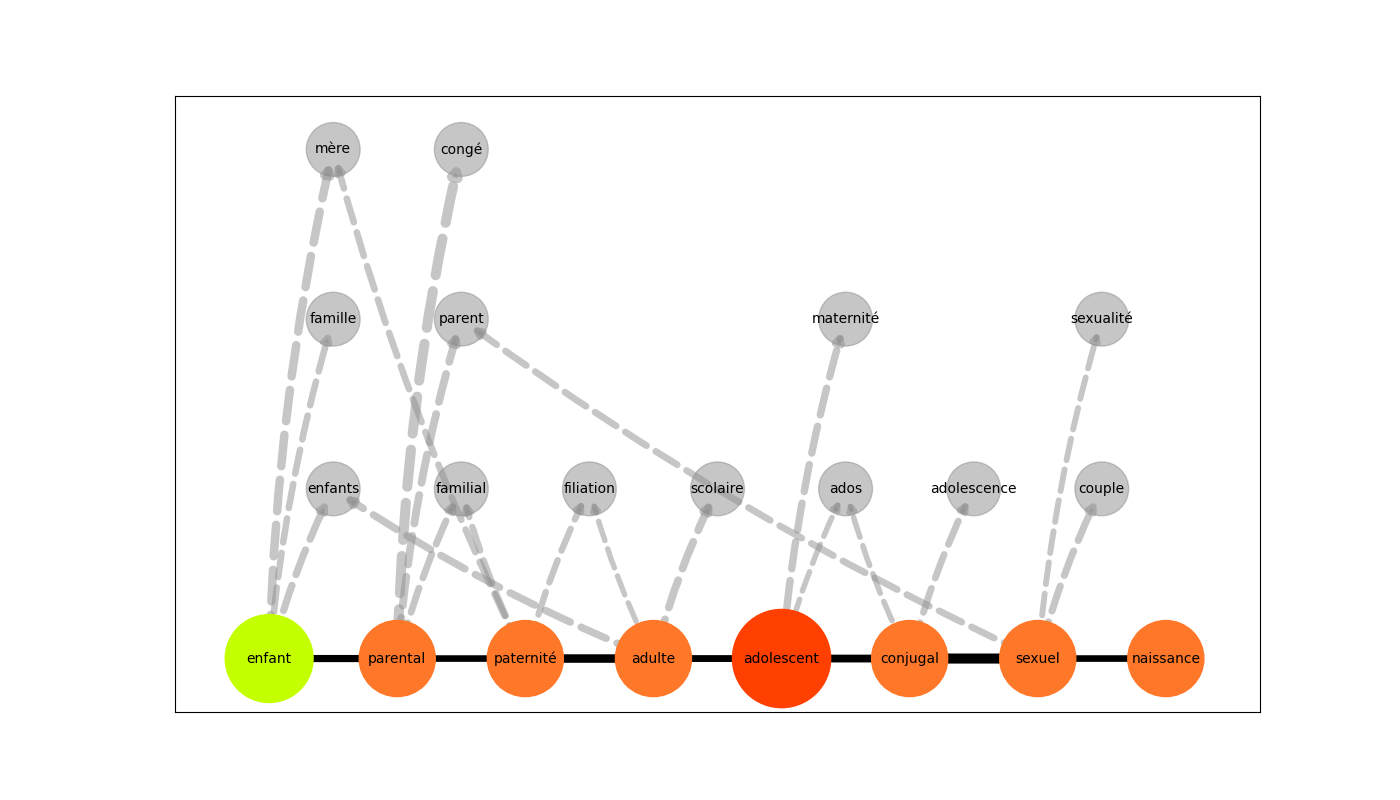 mère
congé
famille
parent
maternité
sexualité
enfants
familial
filiation
scolaire
ados
adolescence
couple
enfant
parental
paternité
adulte
adolescent
conjugal
sexuel
naissance